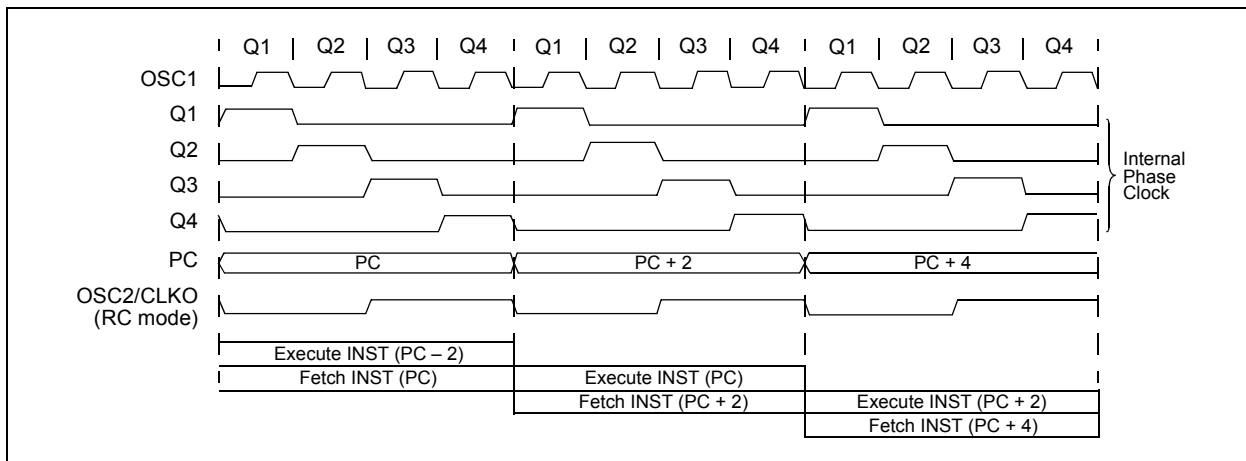 Q1 Q2 Q3 Q4 Q1 Q2 Q3 Q4 Q1 Q2 Q3 Q4
OSC1
Q1
Q2
Q3
Q4
Internal
Phase
Clock
PC PC PC + 2 PC + 4
OSC2/CLKO
(RC mode)
Execute INST (PC – 2)
Fetch INST (PC) Execute INST (PC)
Fetch INST (PC + 2) Execute INST (PC + 2)
Fetch INST (PC + 4)